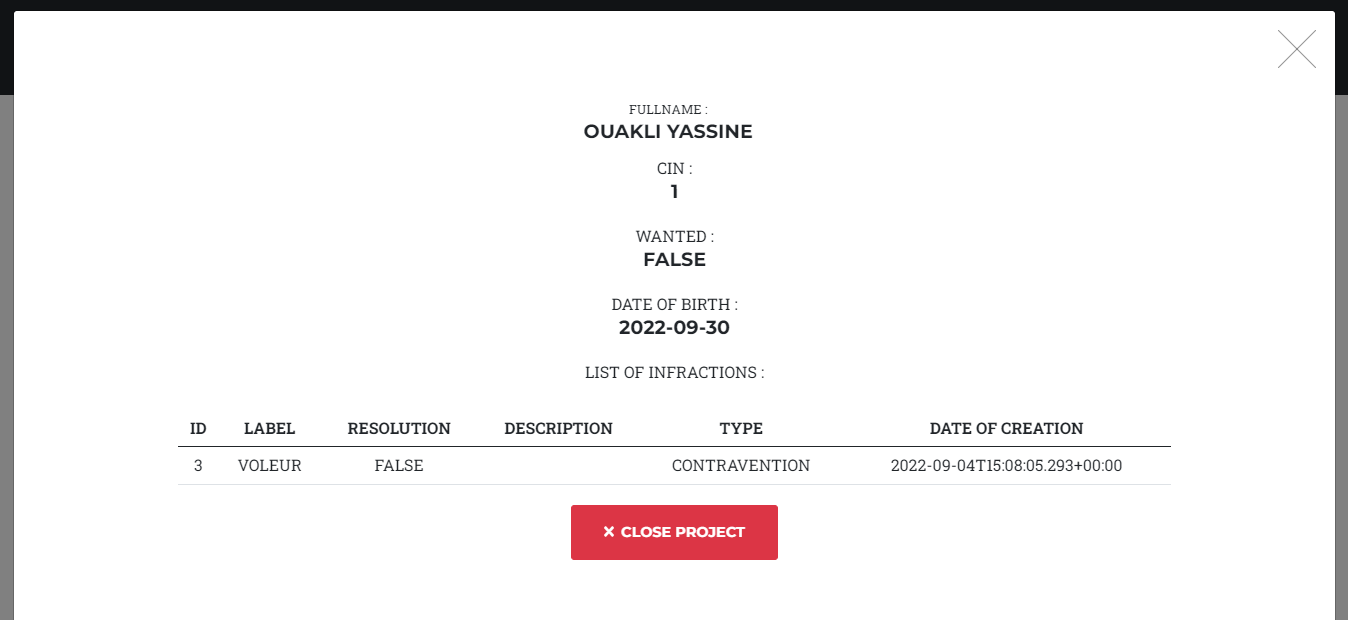 FULLNAME :
OUAKLI YASSINE
CIN :
1
WANTED :
FALSE
DATE OF BIRTH :
2022-09-30
LIST OF INFRACTIONS :
ID LABEL RESOLUTION DESCRIPTION TYPE DATE OF CREATION
3 VOLEUR FALSE CONTRAVENTION 2022-09-04T15:08:05.293+00:00
CLOSE PROJECT